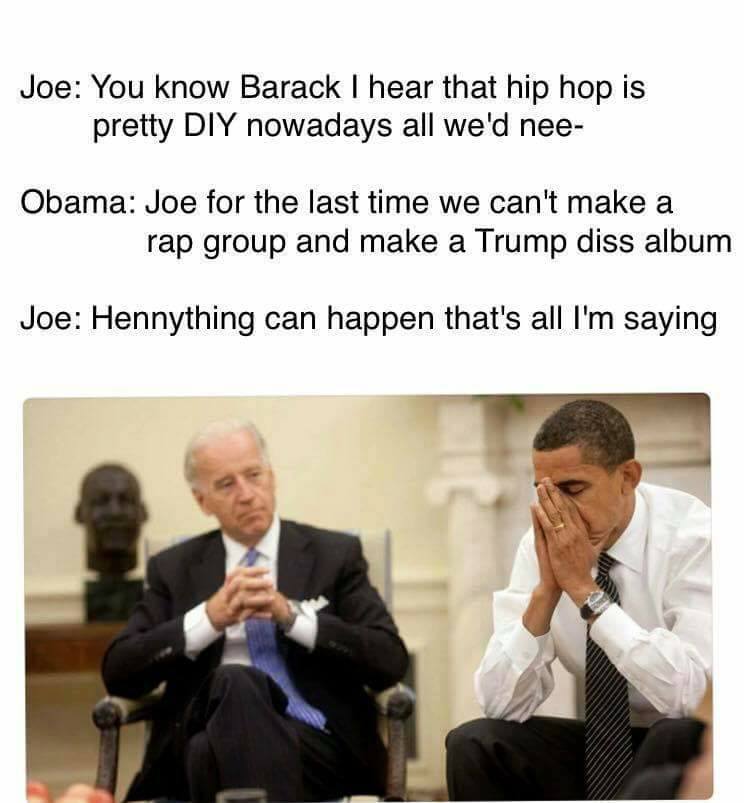 Joe: You know Barack I hear that hip hop is
pretty DIY nowadays all we'd nee-
Obama: Joe for the last time we can't make a
rap group and make a Trump diss album
Joe: Hennything can happen that's all I'm saying